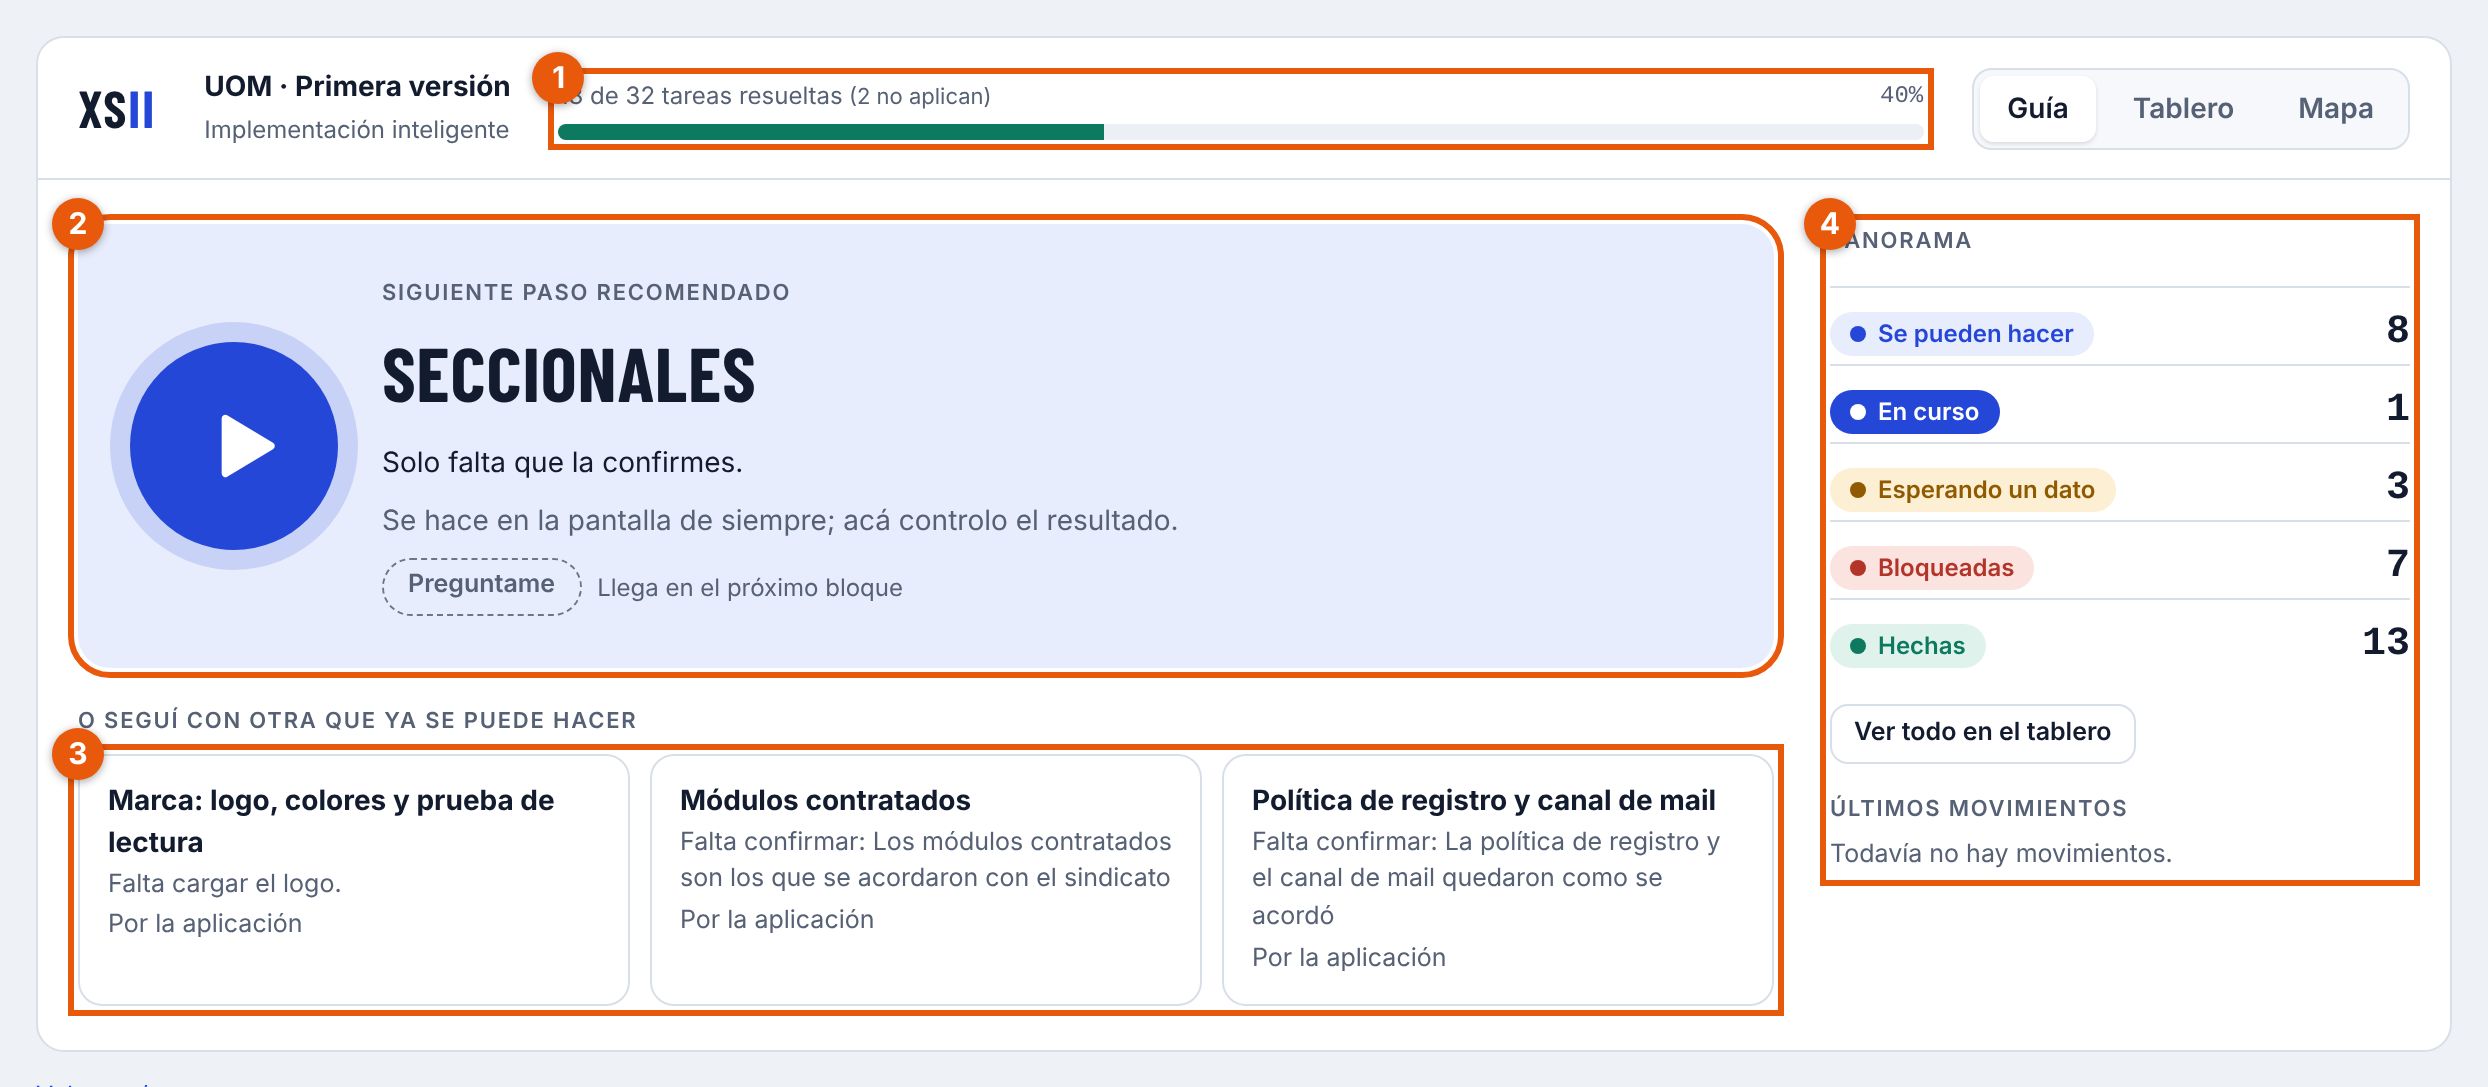 XSII
UOM · Primera versión
Implementación inteligente
1
de 32 tareas resueltas (2 no aplican)
40%
Guía
Tablero
Mapa
2
SIGUIENTE PASO RECOMENDADO
SECCIONALES
Solo falta que la confirmes.
Se hace en la pantalla de siempre; acá controlo el resultado.
Preguntame
Llega en el próximo bloque
O SEGUÍ CON OTRA QUE YA SE PUEDE HACER
3
Marca: logo, colores y prueba de
lectura
Falta cargar el logo.
Por la aplicación
Módulos contratados
Falta confirmar: Los módulos contratados
son los que se acordaron con el sindicato
Por la aplicación
Política de registro y canal de mail
Falta confirmar: La política de registro y
el canal de mail quedaron como se
acordó
Por la aplicación
4
ANORAMA
Se pueden hacer
8
En curso
1
Esperando un dato
3
Bloqueadas
7
Hechas
13
Ver todo en el tablero
ÚLTIMOS MOVIMIENTOS
Todavía no hay movimientos.